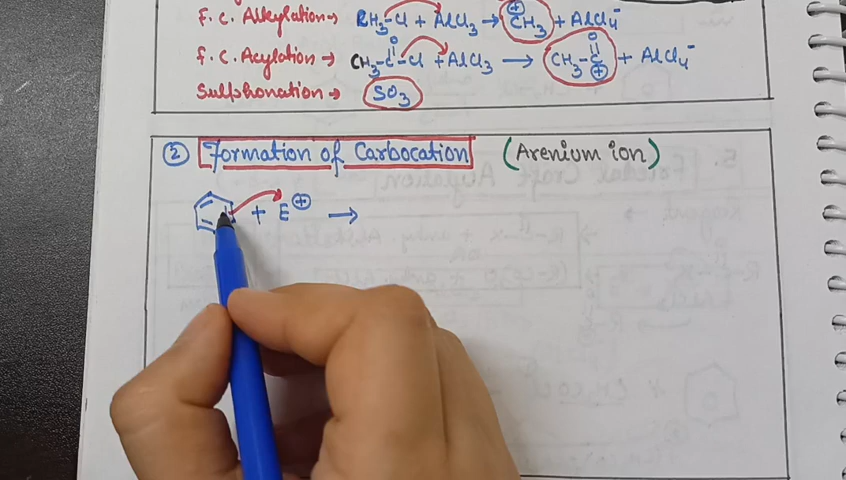 F.C. Alkylation → CH₃-Cl + AlCl₃ → ⊕CH₃ + AlCl₄⁻
O O
F.C. Acylation → CH₃-C-Cl + AlCl₃ → CH₃-C⊕ + AlCl₄⁻
Sulphonation → SO₃
② Formation of Carbocation (Arenium ion)
+ E⊕ →